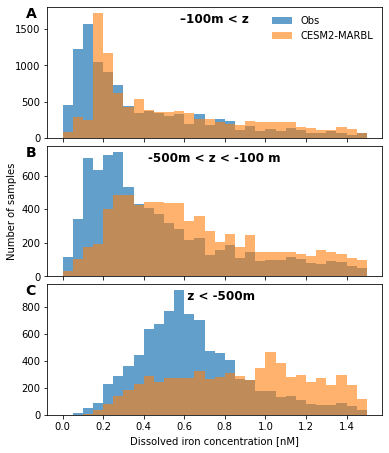 A
–100m < z
Obs
CESM2-MARBL
1500
1000
500
0
B
-500m < z < -100 m
600
400
200
0
Number of samples
C
z < -500m
800
600
400
200
0
0.0 0.2 0.4 0.6 0.8 1.0 1.2 1.4
Dissolved iron concentration [nM]